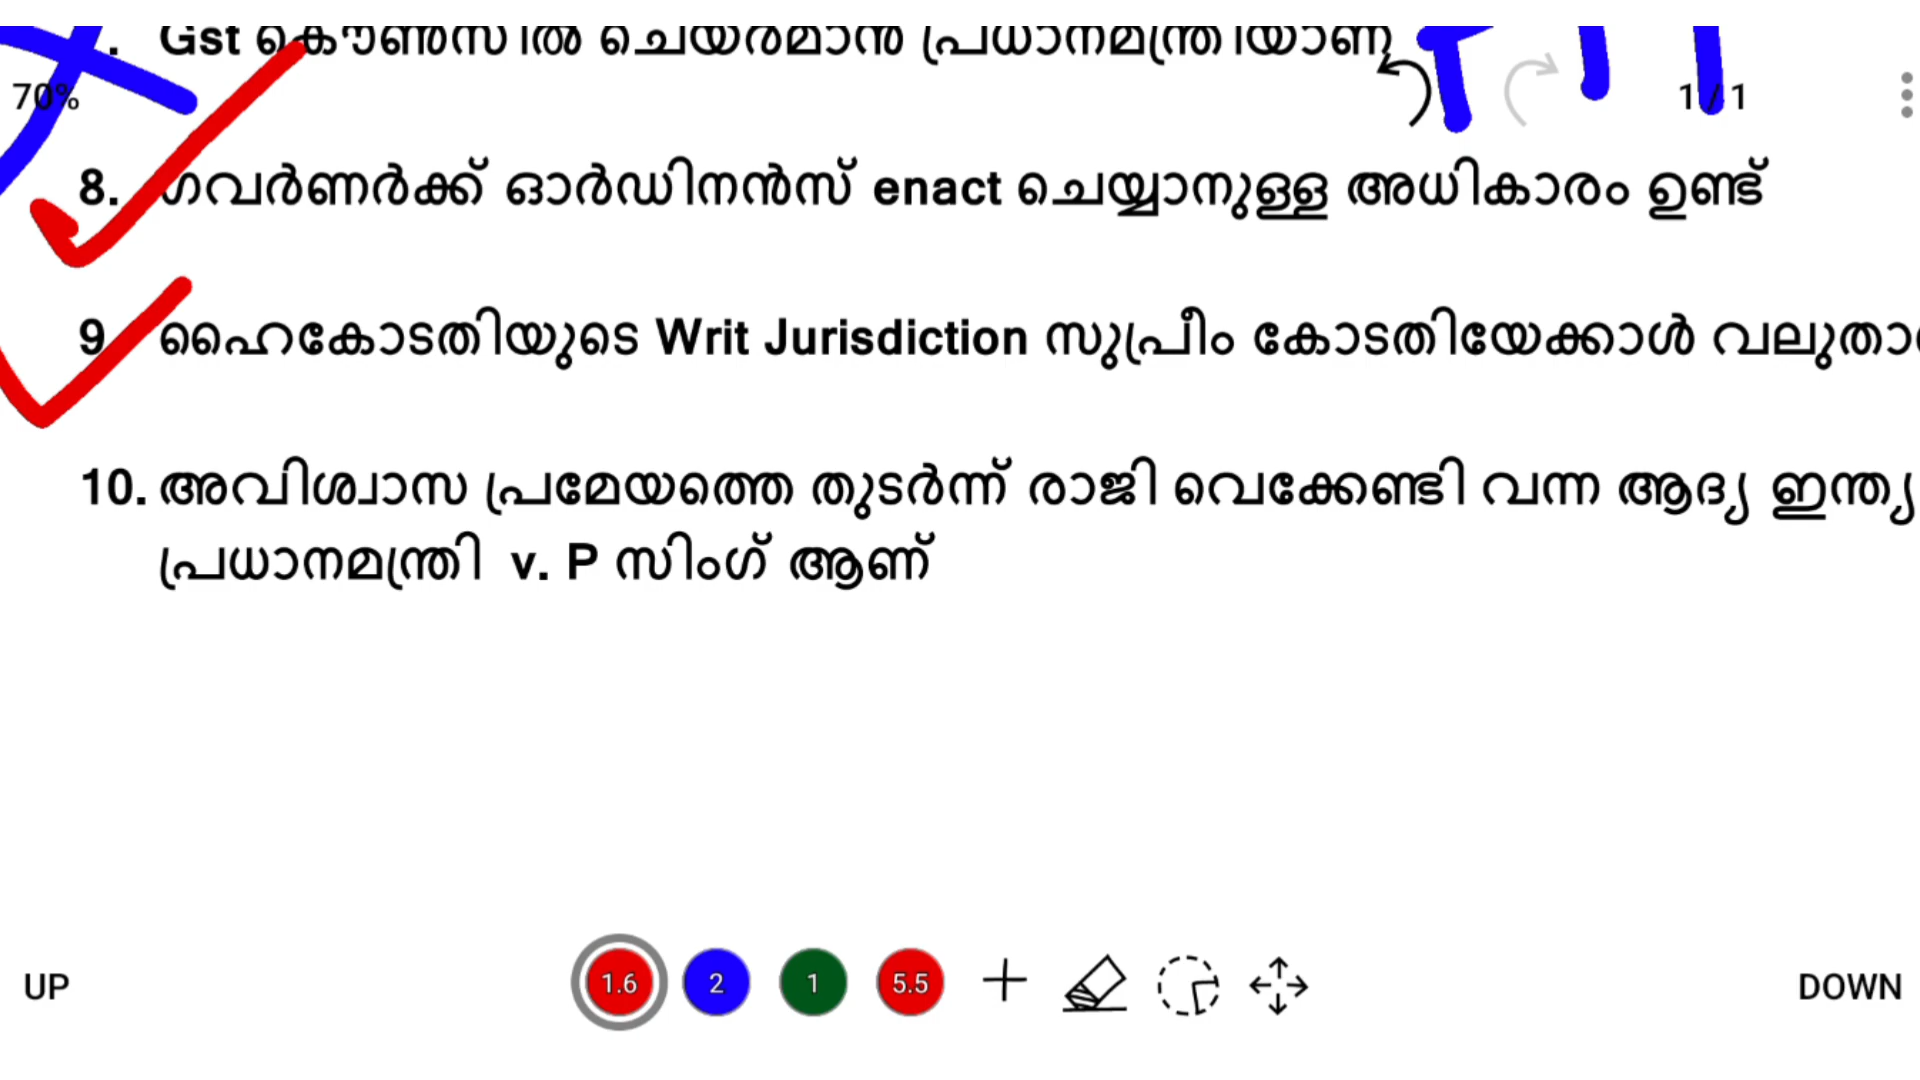 Gst കൌൺസിൽ ചെയർമാൻ പ്രധാനമന്ത്രിയാണ്
70%
1 / 1
8. ഗവർണർക്ക് ഓർഡിനൻസ് enact ചെയ്യാനുള്ള അധികാരം ഉണ്ട്
9 ഹൈകോടതിയുടെ Writ Jurisdiction സുപ്രീം കോടതിയേക്കാൾ
10. അവിശ്വാസ പ്രമേയത്തെ തുടർന്ന് രാജി വെക്കേണ്ടി വന്ന ആദ്യ ഇന്ത്യ
പ്രധാനമന്ത്രി v. P സിംഗ് ആണ്
UP
1.6
2
1
5.5
DOWN